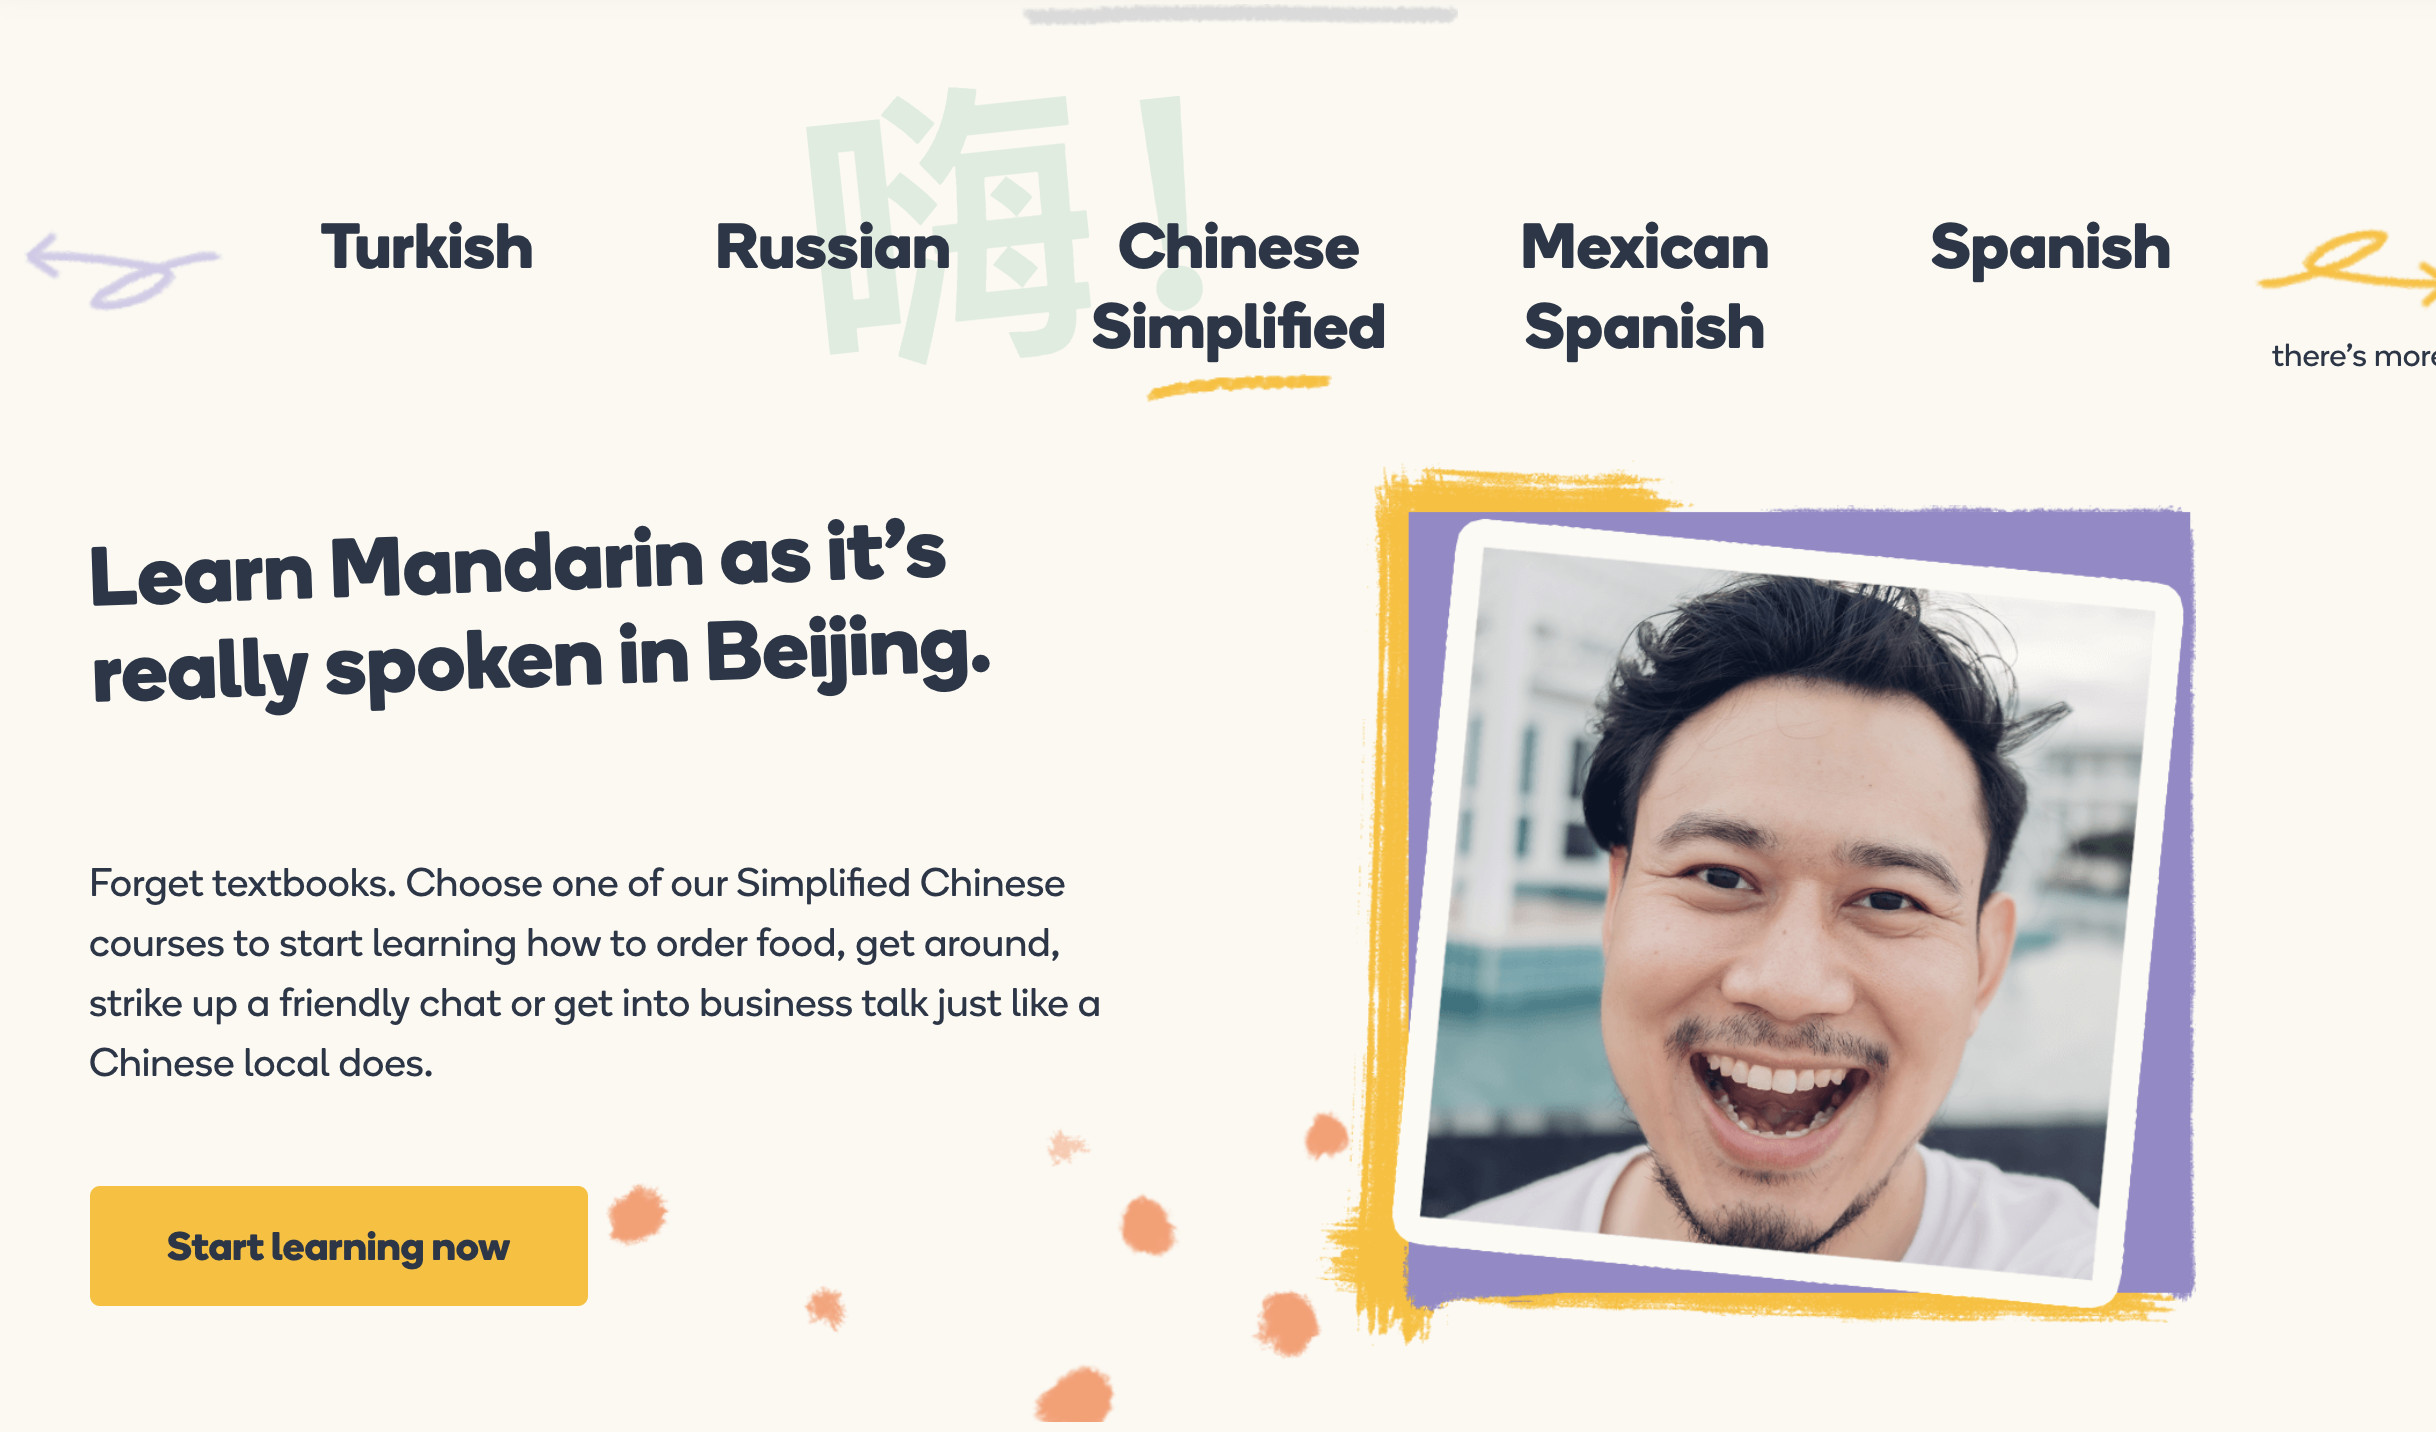 嗨！
Turkish
Russian
Chinese
Simplified
Mexican
Spanish
Spanish
there’s more
Learn Mandarin as it’s
really spoken in Beijing.
Forget textbooks. Choose one of our Simplified Chinese
courses to start learning how to order food, get around,
strike up a friendly chat or get into business talk just like a
Chinese local does.
Start learning now